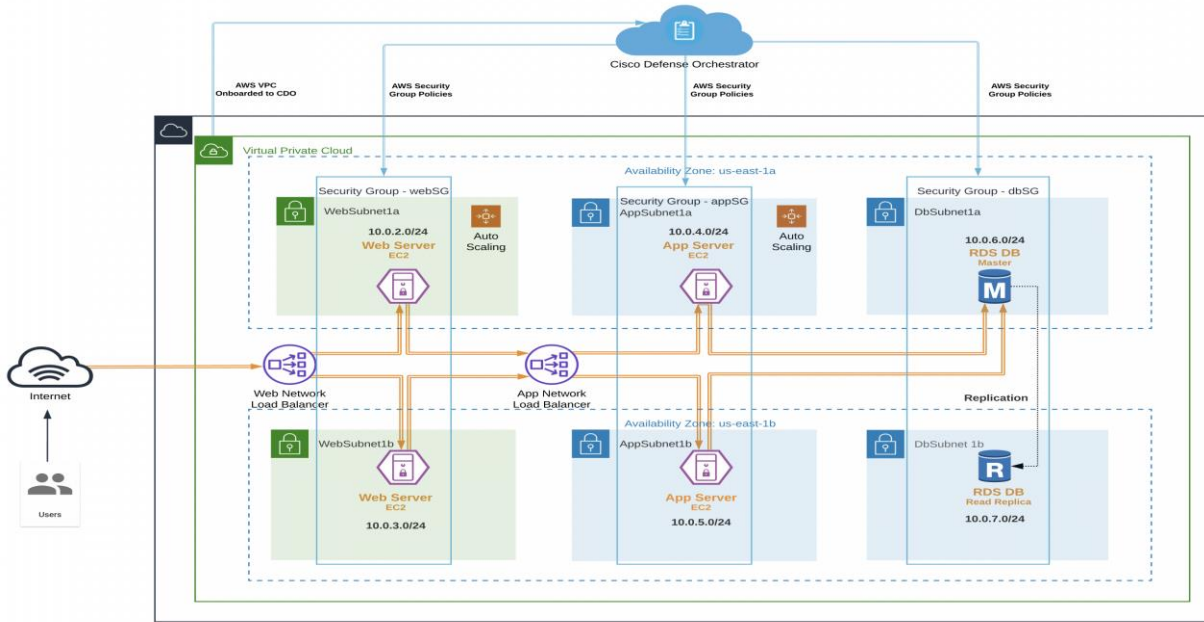 Cisco Defense Orchestrator
AWS VPC
Onboarded to CDO
AWS Security
Group Policies
AWS Security
Group Policies
AWS Security
Group Policies
Virtual Private Cloud
Availability Zone: us-east-1a
Security Group - webSG
WebSubnet1a
10.0.2.0/24
Web Server
EC2
Auto
Scaling
Security Group - appSG
AppSubnet1a
10.0.4.0/24
App Server
EC2
Auto
Scaling
Security Group - dbSG
DbSubnet1a
10.0.6.0/24
RDS DB
Master
M
Internet
Web Network
Load Balancer
App Network
Load Balancer
Replication
Availability Zone: us-east-1b
WebSubnet1b
Web Server
EC2
10.0.3.0/24
AppSubnet1b
App Server
EC2
10.0.5.0/24
DbSubnet 1b
R
RDS DB
Read Replica
10.0.7.0/24
Users